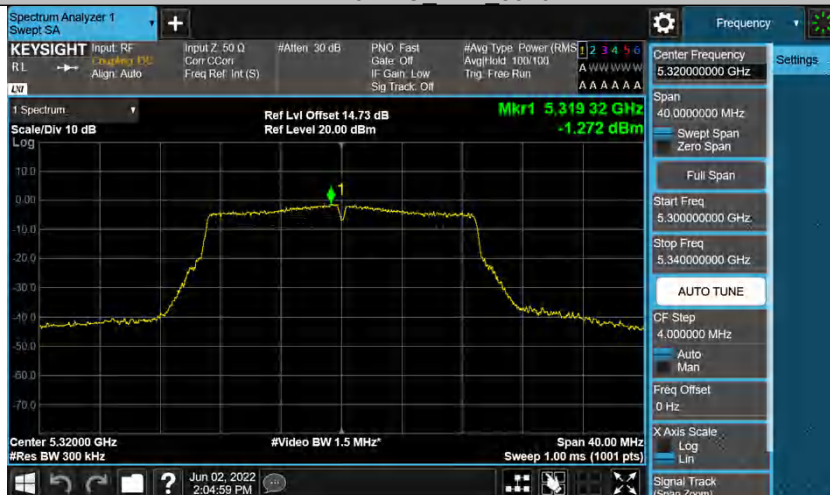 Spectrum Analyzer 1
Swept SA
+
Frequency
KEYSIGHT
Input: RF
Input Z: 50 Ω
#Atten: 30 dB
PNO: Fast
#Avg Type: Power (RMS
1 2 3 4 5 6
RL
Coupling: DC
Corr CCorr
Gate: Off
Avg|Hold: 100/100
A W W W W W
Align: Auto
Freq Ref: Int (S)
IF Gain: Low
Trig: Free Run
Sig Track: Off
A A A A A A
LXI
1 Spectrum
Ref Lvl Offset 14.73 dB
Mkr1 5.319 32 GHz
Scale/Div 10 dB
Ref Level 20.00 dBm
-1.272 dBm
Log
10.0
0.00
-10.0
-20.0
-30.0
-40.0
-50.0
-60.0
-70.0
1
Center 5.32000 GHz
#Video BW 1.5 MHz*
Span 40.00 MHz
#Res BW 300 kHz
Sweep 1.00 ms (1001 pts)
Jun 02, 2022
2:04:59 PM
?
Center Frequency
5.320000000 GHz
Settings
Span
40.0000000 MHz
Swept Span
Zero Span
Full Span
Start Freq
5.300000000 GHz
Stop Freq
5.340000000 GHz
AUTO TUNE
CF Step
4.000000 MHz
Auto
Man
Freq Offset
0 Hz
X Axis Scale
Log
Lin
Signal Track
(Span Zoom)